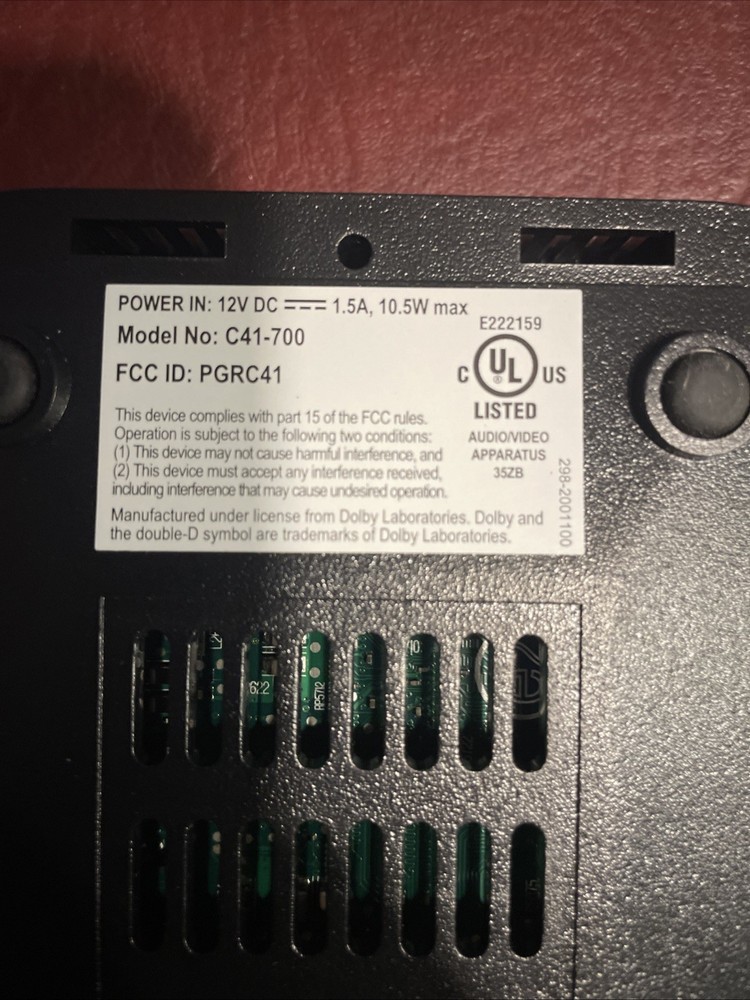 POWER IN: 12V DC 1.5A, 10.5W max
Model No: C41-700
FCC ID: PGRC41
E222159
C UL ® US
LISTED
AUDIO/VIDEO
APPARATUS
35ZB
This device complies with part 15 of the FCC rules.
Operation is subject to the following two conditions:
(1) This device may not cause harmful interference, and
(2) This device must accept any interference received,
including interference that may cause undesired operation.
Manufactured under license from Dolby Laboratories. Dolby and
the double-D symbol are trademarks of Dolby Laboratories.
298-2001100
622